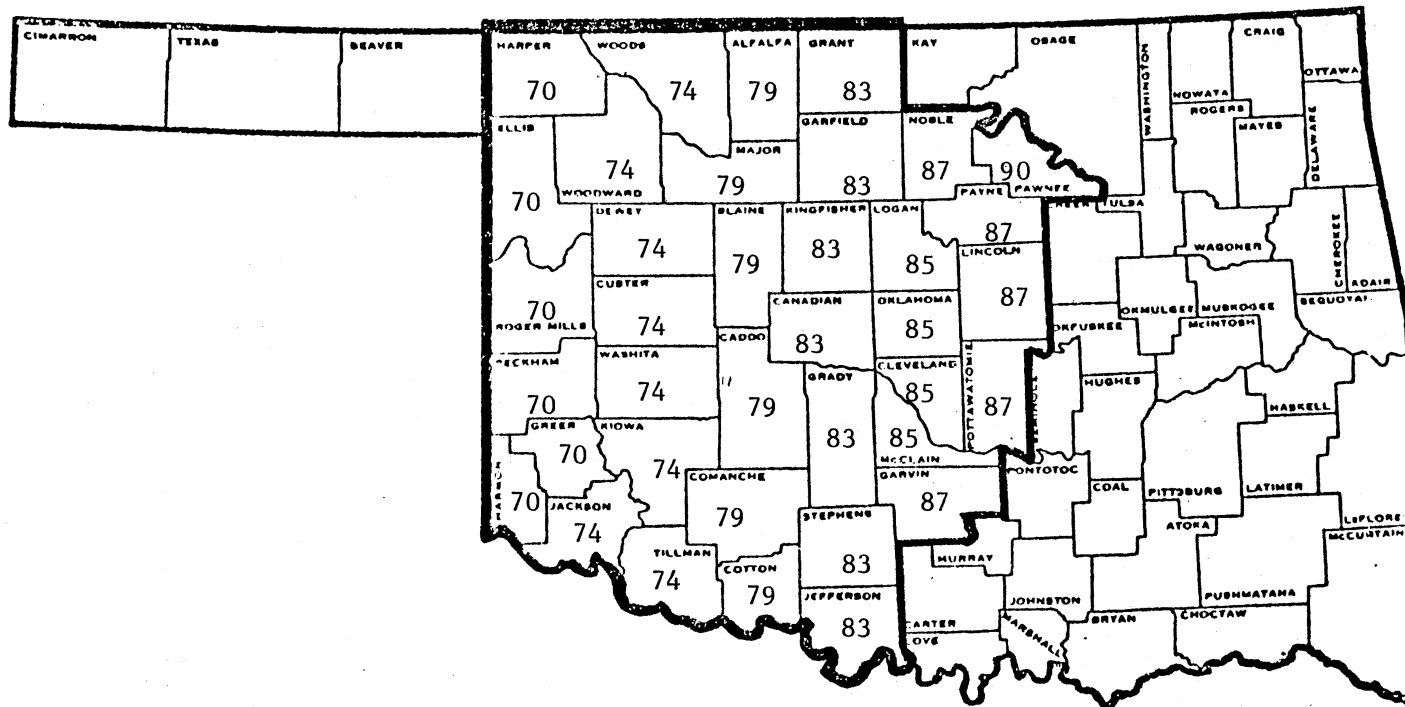 CIMARRON TEXAS BEAVER HARPER WOODS ALFALFA GRANT KAY OSAGE CRAIG
OTTAWA
70 74 79 83 WASHINGTON NOWATA
ROGERS
ELLIS GARFIELD NOBLE MAYES DELAWARE
MAJOR
74 79 83 87 90
70 WOODWARD PAYNE PAWNEE
DEWEY BLAINE KINGFISHER LOGAN CREEK TULSA
87
74 79 83 85 LINCOLN WAGONER CHEROKEE
ADAIR
CUSTER CANADIAN OKLAHOMA 87 OKMULGEE MUSKOGEE SEQUOYAH
70
ROGER MILLS 74 CADDO 83 85 OKFUSKEE McINTOSH
BECKHAM WASHITA GRADY CLEVELAND POTTAWATOMIE
HUGHES
70 74 79 85 87 SEMINOLE HASKELL
GREER KIOWA
70 74 83 85
McCLAIN
HARMON COMANCHE GARVIN PONTOTOC
70 JACKSON 79 87 COAL PITTSBURG LATIMER
74 STEPHENS ATOKA LeFLORE
McCURTAIN
TILLMAN COTTON 83 MURRAY
74 79 JEFFERSON JOHNSTON PUSHMATAHA
83 CARTER MARSHALL BRYAN CHOCTAW
LOVE